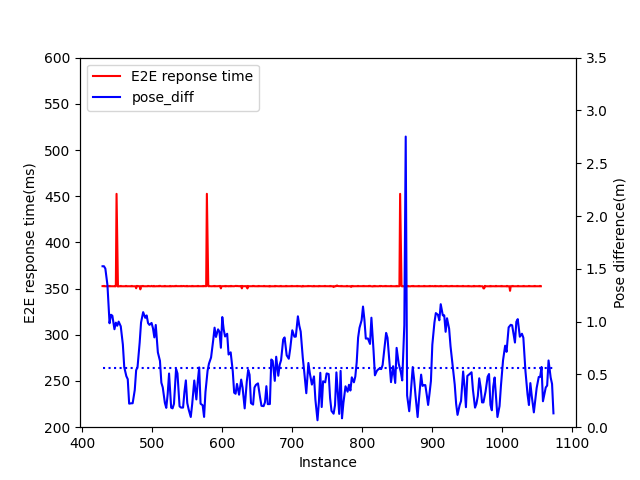 600
550
500
450
400
350
300
250
200
E2E response time(ms)
E2E reponse time
pose_diff
3.5
3.0
2.5
2.0
1.5
1.0
0.5
0.0
Pose difference(m)
400 500 600 700 800 900 1000 1100
Instance